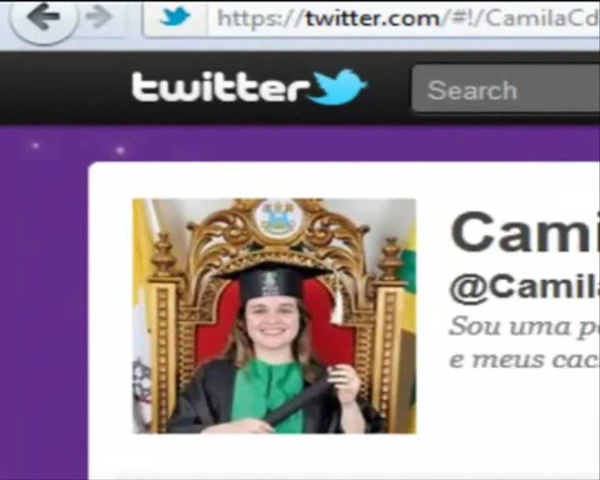 https://twitter.com/#!/CamilaCd
twitter
Search
Cami
@Camila
Sou uma p
e meus cac